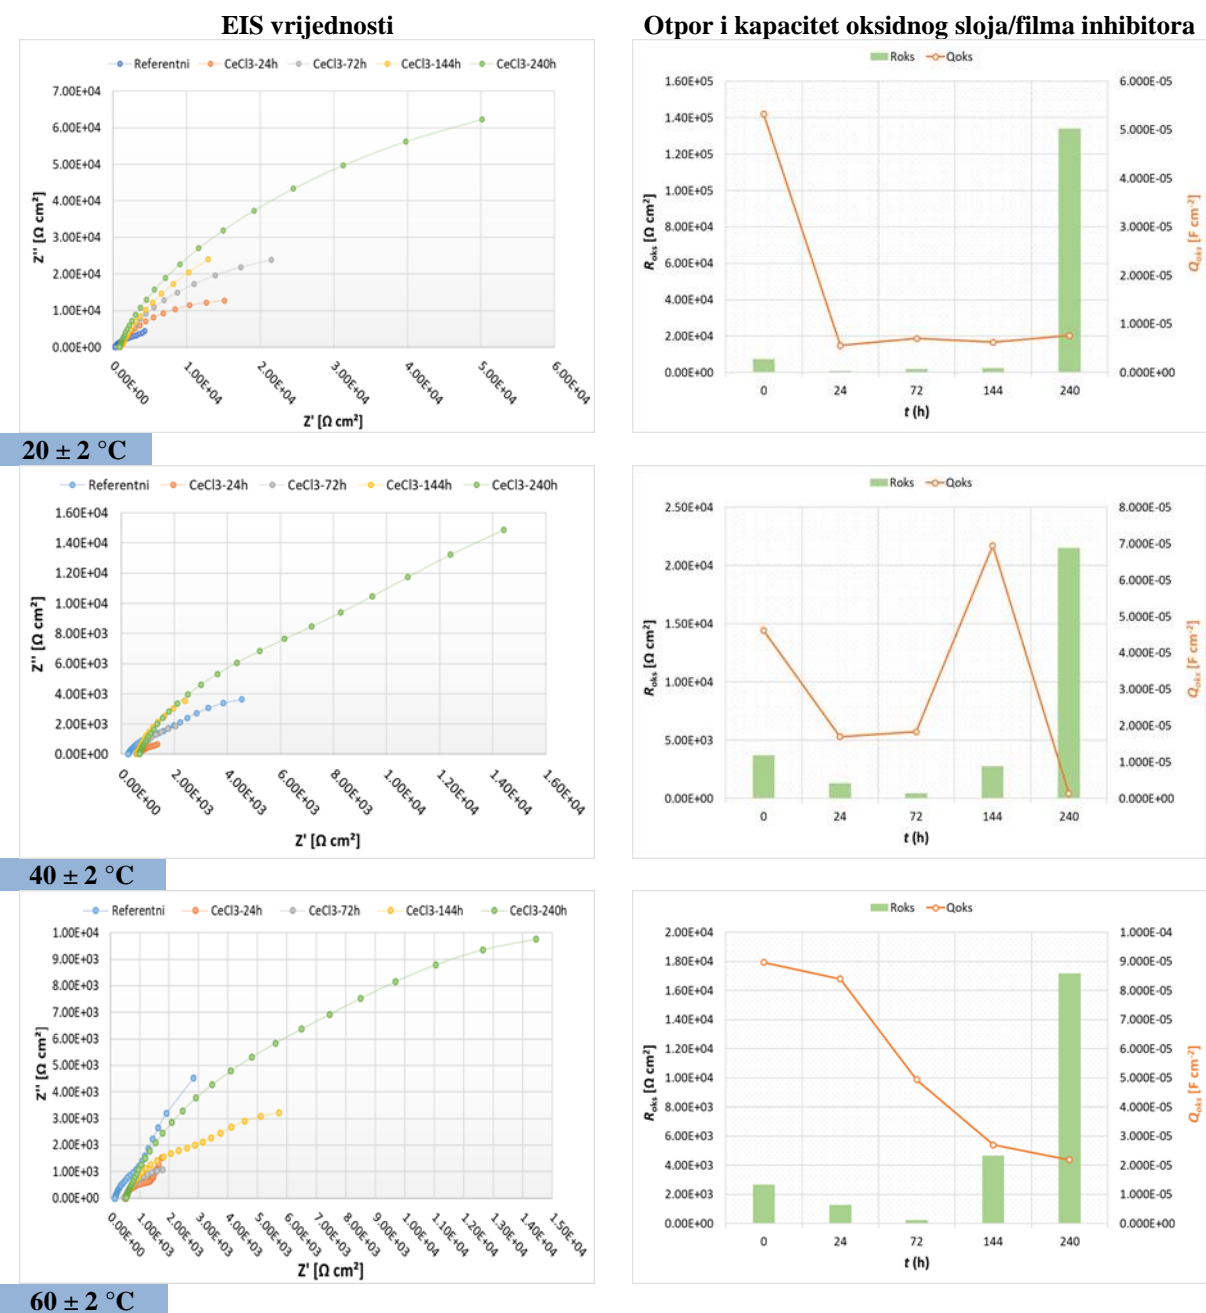 EIS vrijednosti
Otpor i kapacitet oksidnog sloja/filma inhibitora
Referentni CeCl3-24h CeCl3-72h CeCl3-144h CeCl3-240h
7.00E+04
6.00E+04
5.00E+04
4.00E+04
3.00E+04
2.00E+04
1.00E+04
0.00E+00
Z'' [Ω cm²]
0.00E+00 1.00E+04 2.00E+04 3.00E+04 4.00E+04 5.00E+04 6.00E+04
Z' [Ω cm²]
Roks Qoks
1.60E+05
1.40E+05
1.20E+05
1.00E+05
8.00E+04
6.00E+04
4.00E+04
2.00E+04
0.00E+00
Roks [Ω cm²]
6.000E-05
5.000E-05
4.000E-05
3.000E-05
2.000E-05
1.000E-05
0.000E+00
Qoks [F cm⁻²]
0 24 72 144 240
t (h)
20 ± 2 °C
Referentni CeCl3-24h CeCl3-72h CeCl3-144h CeCl3-240h
1.60E+04
1.40E+04
1.20E+04
1.00E+04
8.00E+03
6.00E+03
4.00E+03
2.00E+03
0.00E+00
Z'' [Ω cm²]
0.00E+00 2.00E+03 4.00E+03 6.00E+03 8.00E+03 1.00E+04 1.20E+04 1.40E+04 1.60E+04
Z' [Ω cm²]
Roks Qoks
2.50E+04
2.00E+04
1.50E+04
1.00E+04
5.00E+03
0.00E+00
Roks [Ω cm²]
8.000E-05
7.000E-05
6.000E-05
5.000E-05
4.000E-05
3.000E-05
2.000E-05
1.000E-05
0.000E+00
Qoks [F cm⁻²]
0 24 72 144 240
t (h)
40 ± 2 °C
Referentni CeCl3-24h CeCl3-72h CeCl3-144h CeCl3-240h
1.00E+04
9.00E+03
8.00E+03
7.00E+03
6.00E+03
5.00E+03
4.00E+03
3.00E+03
2.00E+03
1.00E+03
0.00E+00
Z'' [Ω cm²]
0.00E+00 1.00E+03 2.00E+03 3.00E+03 4.00E+03 5.00E+03 6.00E+03 7.00E+03 8.00E+03 9.00E+03 1.00E+04 1.10E+04 1.20E+04 1.30E+04 1.40E+04 1.50E+04
Z' [Ω cm²]
Roks Qoks
2.00E+04
1.80E+04
1.60E+04
1.40E+04
1.20E+04
1.00E+04
8.00E+03
6.00E+03
4.00E+03
2.00E+03
0.00E+00
Roks [Ω cm²]
1.000E-04
9.000E-05
8.000E-05
7.000E-05
6.000E-05
5.000E-05
4.000E-05
3.000E-05
2.000E-05
1.000E-05
0.000E+00
Qoks [F cm⁻²]
0 24 72 144 240
t (h)
60 ± 2 °C